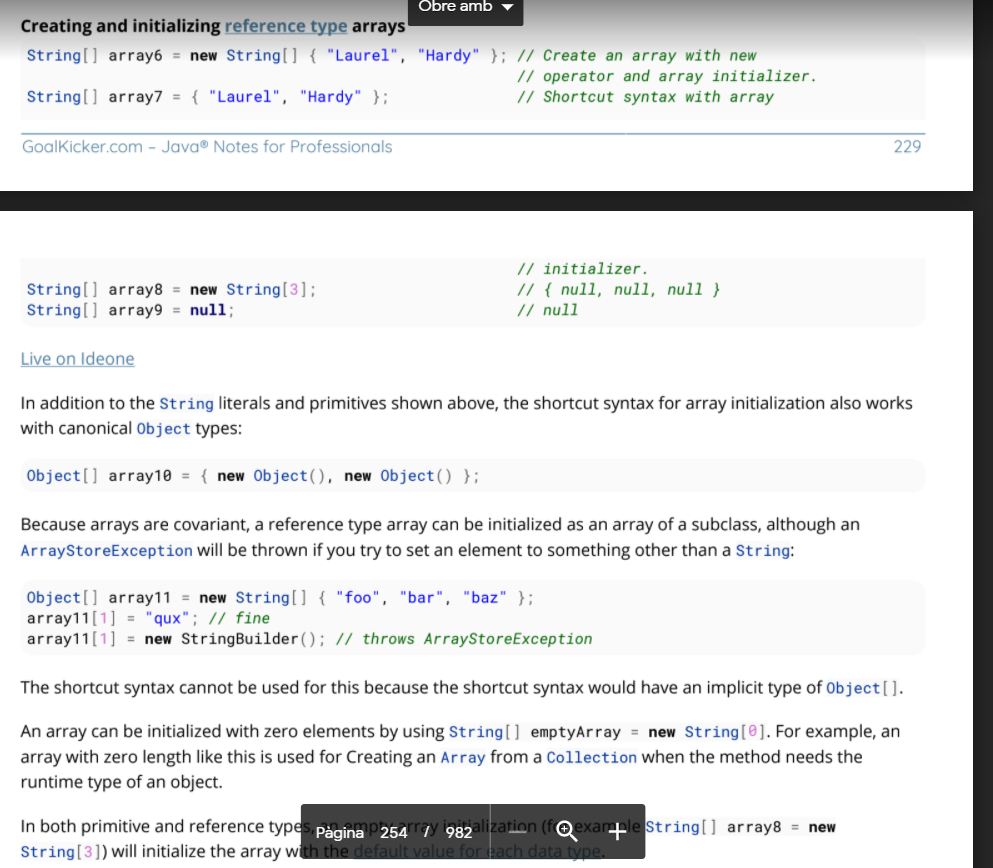 Obre amb
Creating and initializing reference type arrays
String[] array6 = new String[] { "Laurel", "Hardy" }; // Create an array with new
// operator and array initializer.
String[] array7 = { "Laurel", "Hardy" }; // Shortcut syntax with array
GoalKicker.com – Java® Notes for Professionals 229
// initializer.
String[] array8 = new String[3]; // { null, null, null }
String[] array9 = null; // null
Live on Ideone
In addition to the String literals and primitives shown above, the shortcut syntax for array initialization also works
with canonical Object types:
Object[] array10 = { new Object(), new Object() };
Because arrays are covariant, a reference type array can be initialized as an array of a subclass, although an
ArrayStoreException will be thrown if you try to set an element to something other than a String:
Object[] array11 = new String[] { "foo", "bar", "baz" };
array11[1] = "qux"; // fine
array11[1] = new StringBuilder(); // throws ArrayStoreException
The shortcut syntax cannot be used for this because the shortcut syntax would have an implicit type of Object[].
An array can be initialized with zero elements by using String[] emptyArray = new String[0]. For example, an
array with zero length like this is used for Creating an Array from a Collection when the method needs the
runtime type of an object.
In both primitive and reference types, an empty array initialization (for example String[] array8 = new
String[3]) will initialize the array with the default value for each data type.
Pàgina 254 / 982 — +